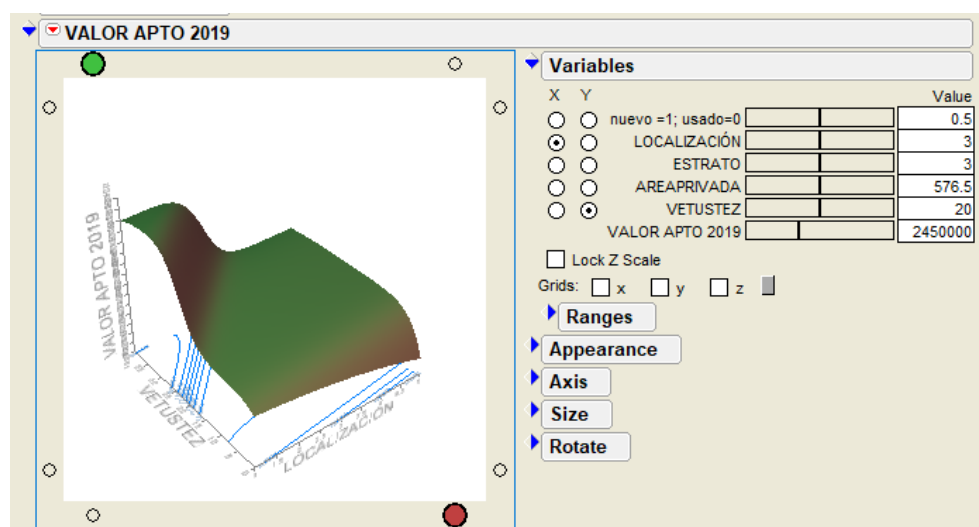 VALOR APTO 2019
Variables
X Y Value
nuevo =1; usado=0 0.5
LOCALIZACIÓN 3
ESTRATO 3
AREAPRIVADA 576.5
VETUSTEZ 20
VALOR APTO 2019 2450000
Lock Z Scale
Grids: x y z
Ranges
Appearance
Axis
Size
Rotate
VALOR APTO 2019
VETUSTEZ
LOCALIZACIÓN